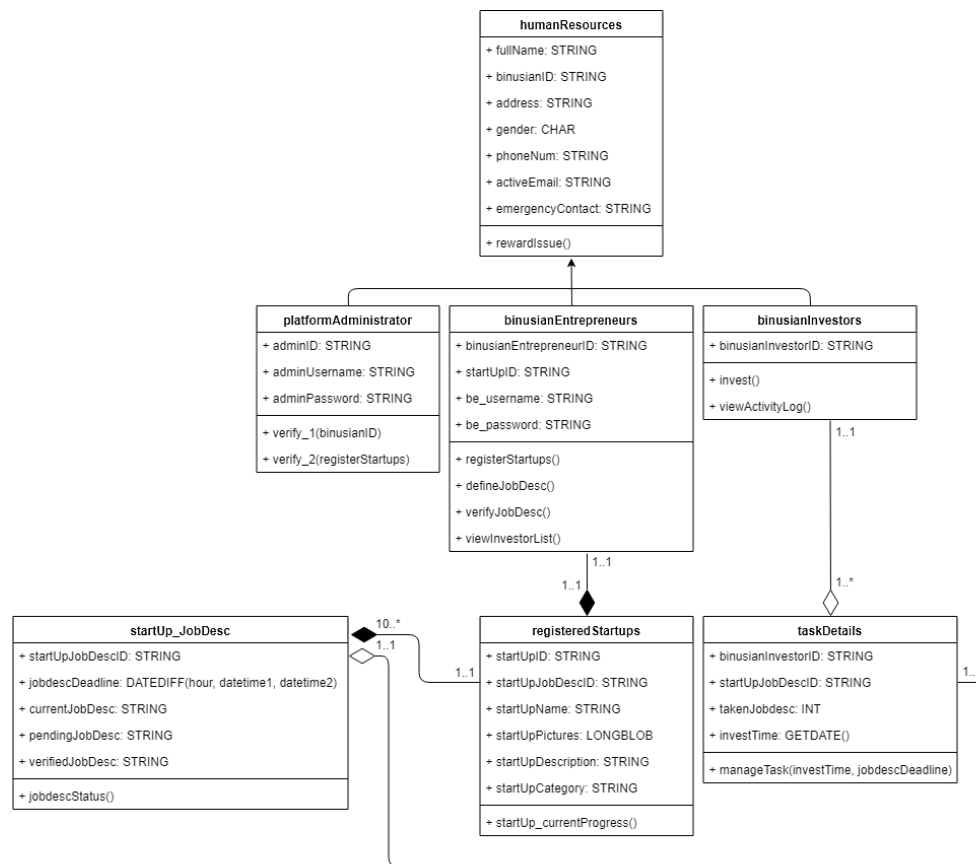 humanResources
+ fullName: STRING
+ binusianID: STRING
+ address: STRING
+ gender: CHAR
+ phoneNum: STRING
+ activeEmail: STRING
+ emergencyContact: STRING
+ rewardIssue()
platformAdministrator
+ adminID: STRING
+ adminUsername: STRING
+ adminPassword: STRING
+ verify_1(binusianID)
+ verify_2(registerStartups)
binusianEntrepreneurs
+ binusianEntrepreneurID: STRING
+ startUpID: STRING
+ be_username: STRING
+ be_password: STRING
+ registerStartups()
+ defineJobDesc()
+ verifyJobDesc()
+ viewInvestorList()
binusianInvestors
+ binusianInvestorID: STRING
+ invest()
+ viewActivityLog()
1..1
1..1
1..1
1..*
startUp_JobDesc
+ startUpJobDescID: STRING
+ jobdescDeadline: DATEDIFF(hour, datetime1, datetime2)
+ currentJobDesc: STRING
+ pendingJobDesc: STRING
+ verifiedJobDesc: STRING
+ jobdescStatus()
10..*
1..1
1..1
registeredStartups
+ startUpID: STRING
+ startUpJobDescID: STRING
+ startUpName: STRING
+ startUpPictures: LONGBLOB
+ startUpDescription: STRING
+ startUpCategory: STRING
+ startUp_currentProgress()
taskDetails
+ binusianInvestorID: STRING
+ startUpJobDescID: STRING
+ takenJobdesc: INT
+ investTime: GETDATE()
+ manageTask(investTime, jobdescDeadline)